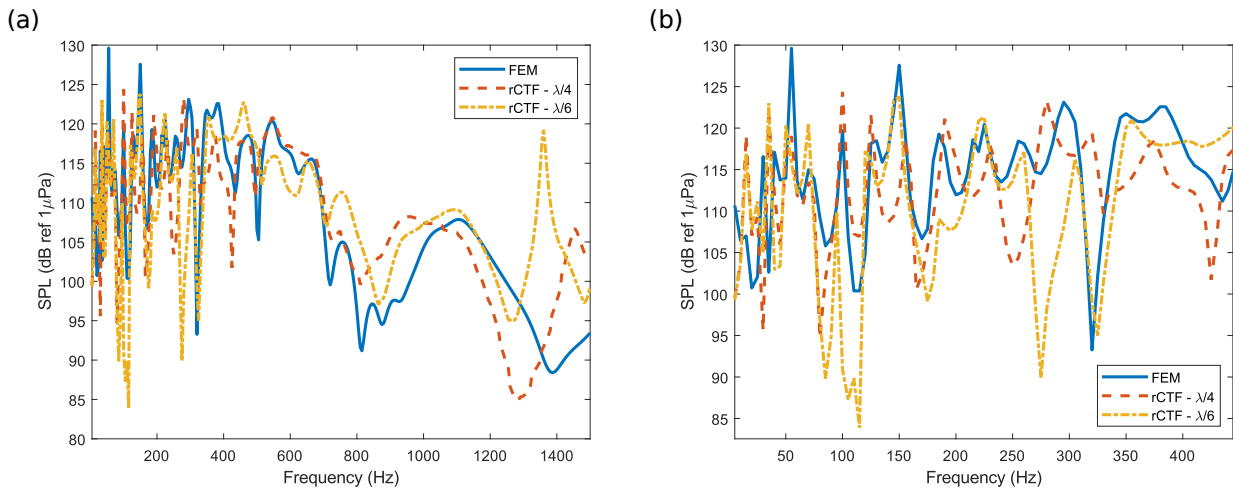 (a)
130
125
120
115
110
105
100
95
90
85
80
SPL (dB ref 1μPa)
200 400 600 800 1000 1200 1400
Frequency (Hz)
FEM
rCTF - λ/4
rCTF - λ/6
(b)
130
125
120
115
110
105
100
95
90
85
SPL (dB ref 1μPa)
50 100 150 200 250 300 350 400
Frequency (Hz)
FEM
rCTF - λ/4
rCTF - λ/6